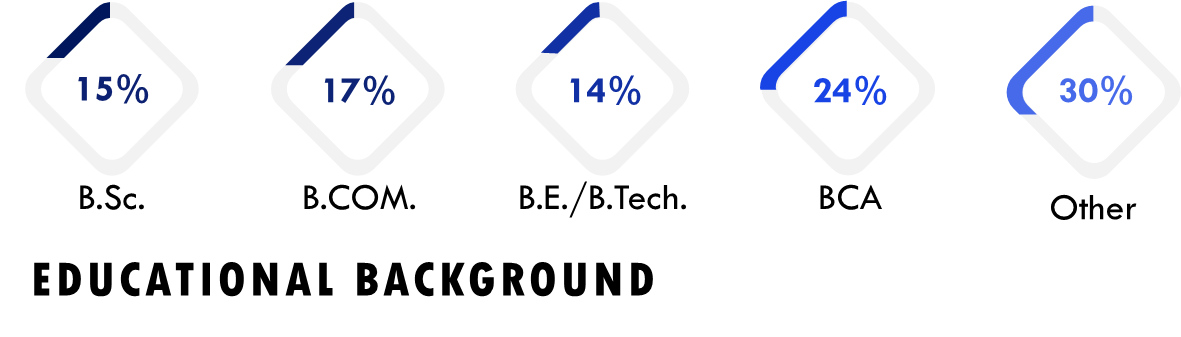 15% 17% 14% 24% 30%
B.Sc. B.COM. B.E./B.Tech. BCA Other
EDUCATIONAL BACKGROUND